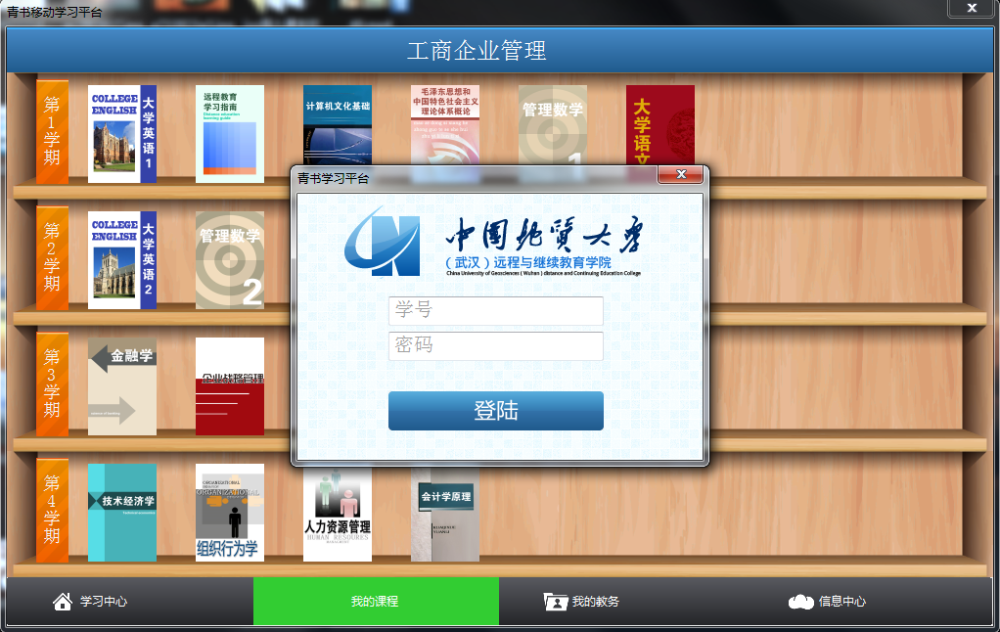 青书移动学习平台
工商企业管理
第1学期
COLLEGE
ENGLISH
大学英语1
远程教育
学习指南
Distance education
learning guide
计算机文化基础
毛泽东思想和
中国特色社会主义
理论体系概论
管理数学
1
大学语文
第2学期
COLLEGE
ENGLISH
大学英语2
管理数学
2
青书学习平台
中国地质大学
（武汉）远程与继续教育学院
China University of Geosciences ( Wuhan ) distance and Continuing Education College
学号
密码
登陆
第3学期
金融学
企业战略管理
第4学期
技术经济学
ORGANIZATIONAL
ORGANIZATIONAL
组织行为学
人力资源管理
HUMAN RESOURES
MANAGEMENT
会计学原理
KUAIJIXUE
YUANLI
学习中心
我的课程
我的教务
信息中心